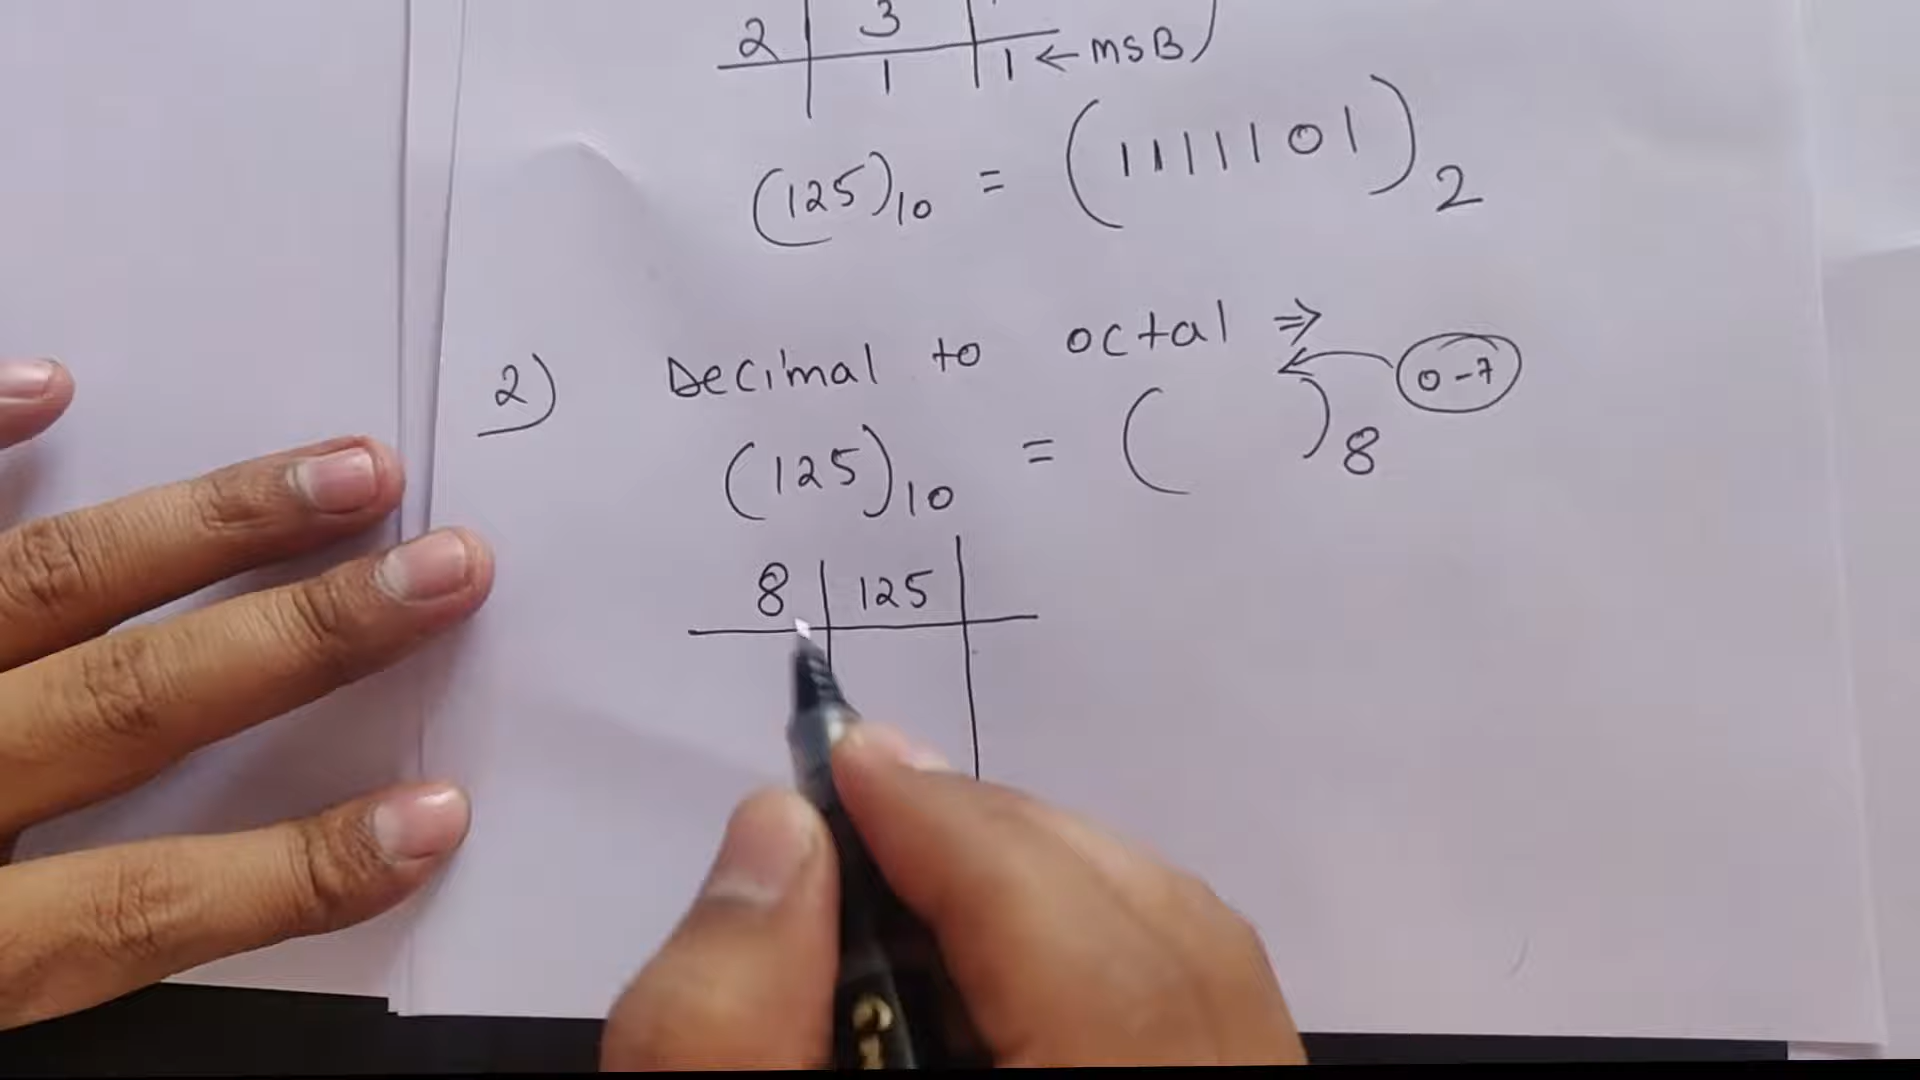 2 | 3 |
1 | 1 ← MSB )
(125)10 = (1111101)2
2) Decimal to octal ⇒
0-7
(125)10 = ( )8
8 | 125 |